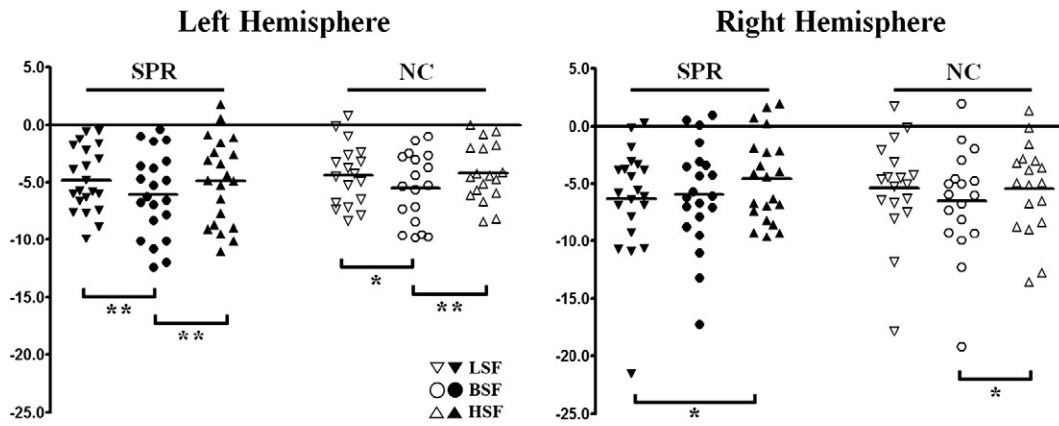 Left Hemisphere
SPR NC
5.0
0.0
-5.0
-10.0
-15.0
-20.0
-25.0
** ** * **
▽▼LSF
○●BSF
△▲HSF
Right Hemisphere
SPR NC
5.0
0.0
-5.0
-10.0
-15.0
-20.0
-25.0
* *